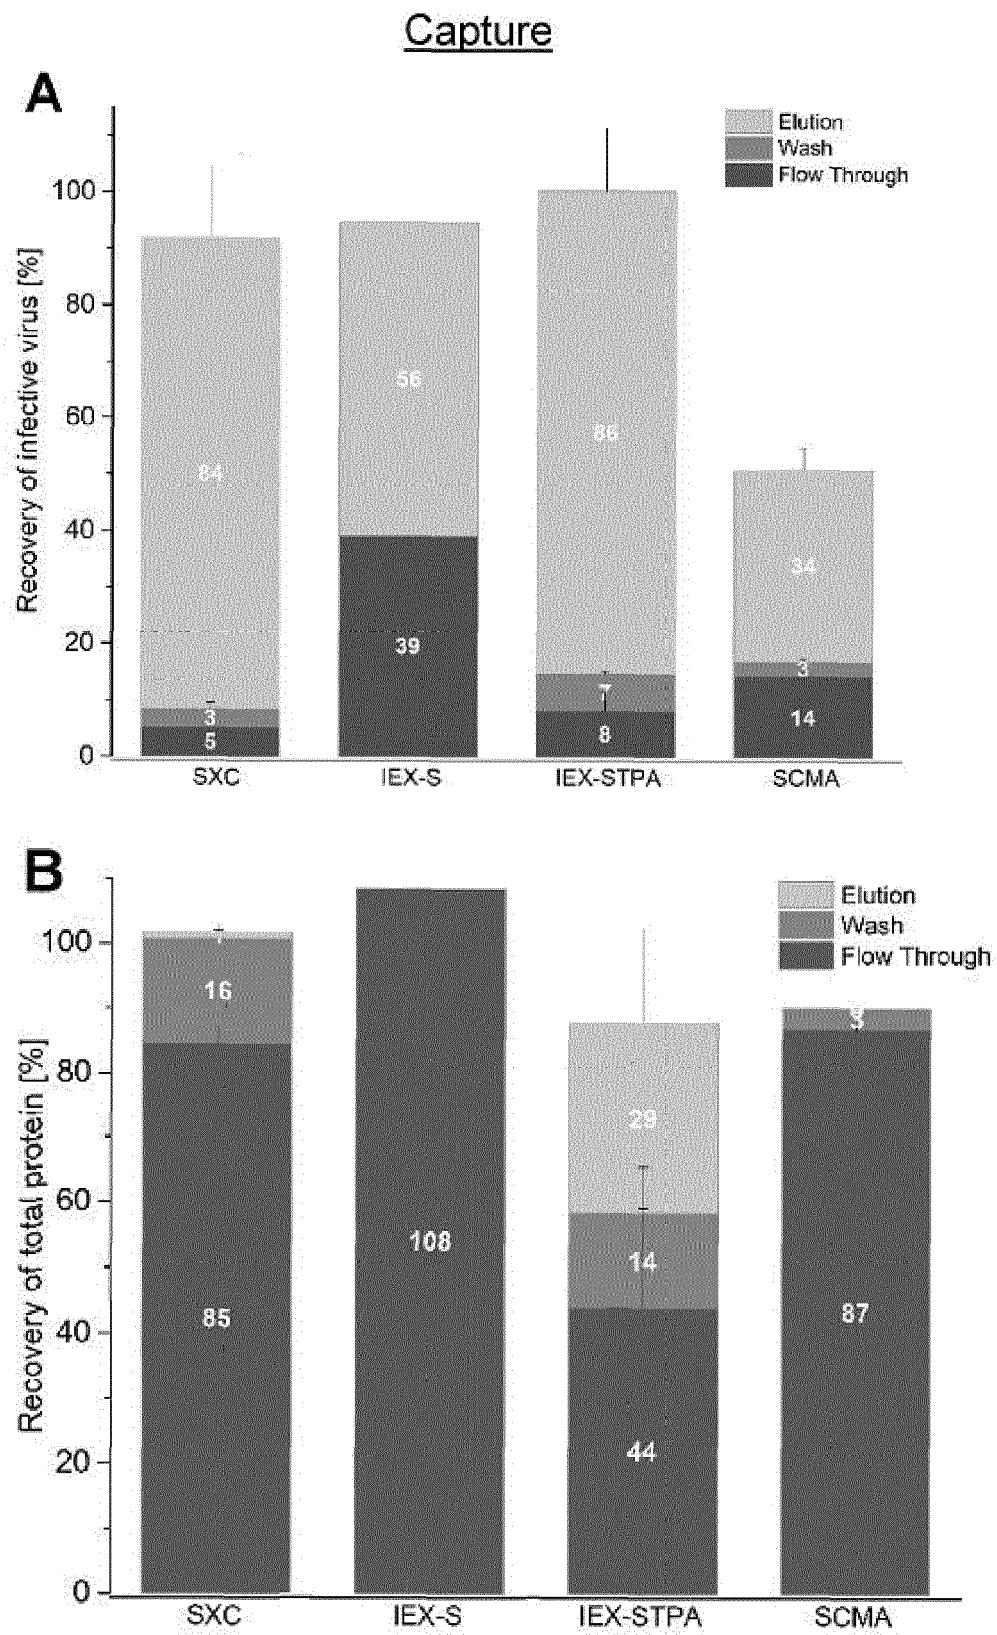 Capture
A
Elution
Wash
Flow Through
Recovery of infective virus [%]
100
80
60
40
20
0
84
3
5
56
39
86
7
8
34
3
14
SXC
IEX-S
IEX-STPA
SCMA
B
Elution
Wash
Flow Through
Recovery of total protein [%]
100
80
60
40
20
0
16
85
108
29
14
44
3
87
SXC
IEX-S
IEX-STPA
SCMA